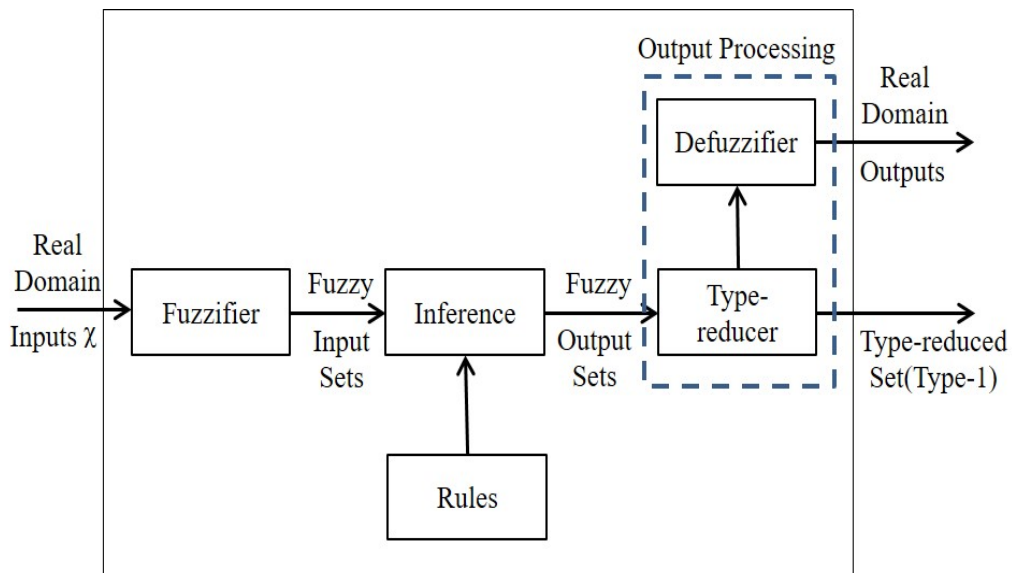 Output Processing
Real
Domain
Outputs
Defuzzifier
Real
Domain
Inputs χ
Fuzzifier
Fuzzy
Input
Sets
Inference
Fuzzy
Output
Sets
Type-
reducer
Type-reduced
Set(Type-1)
Rules